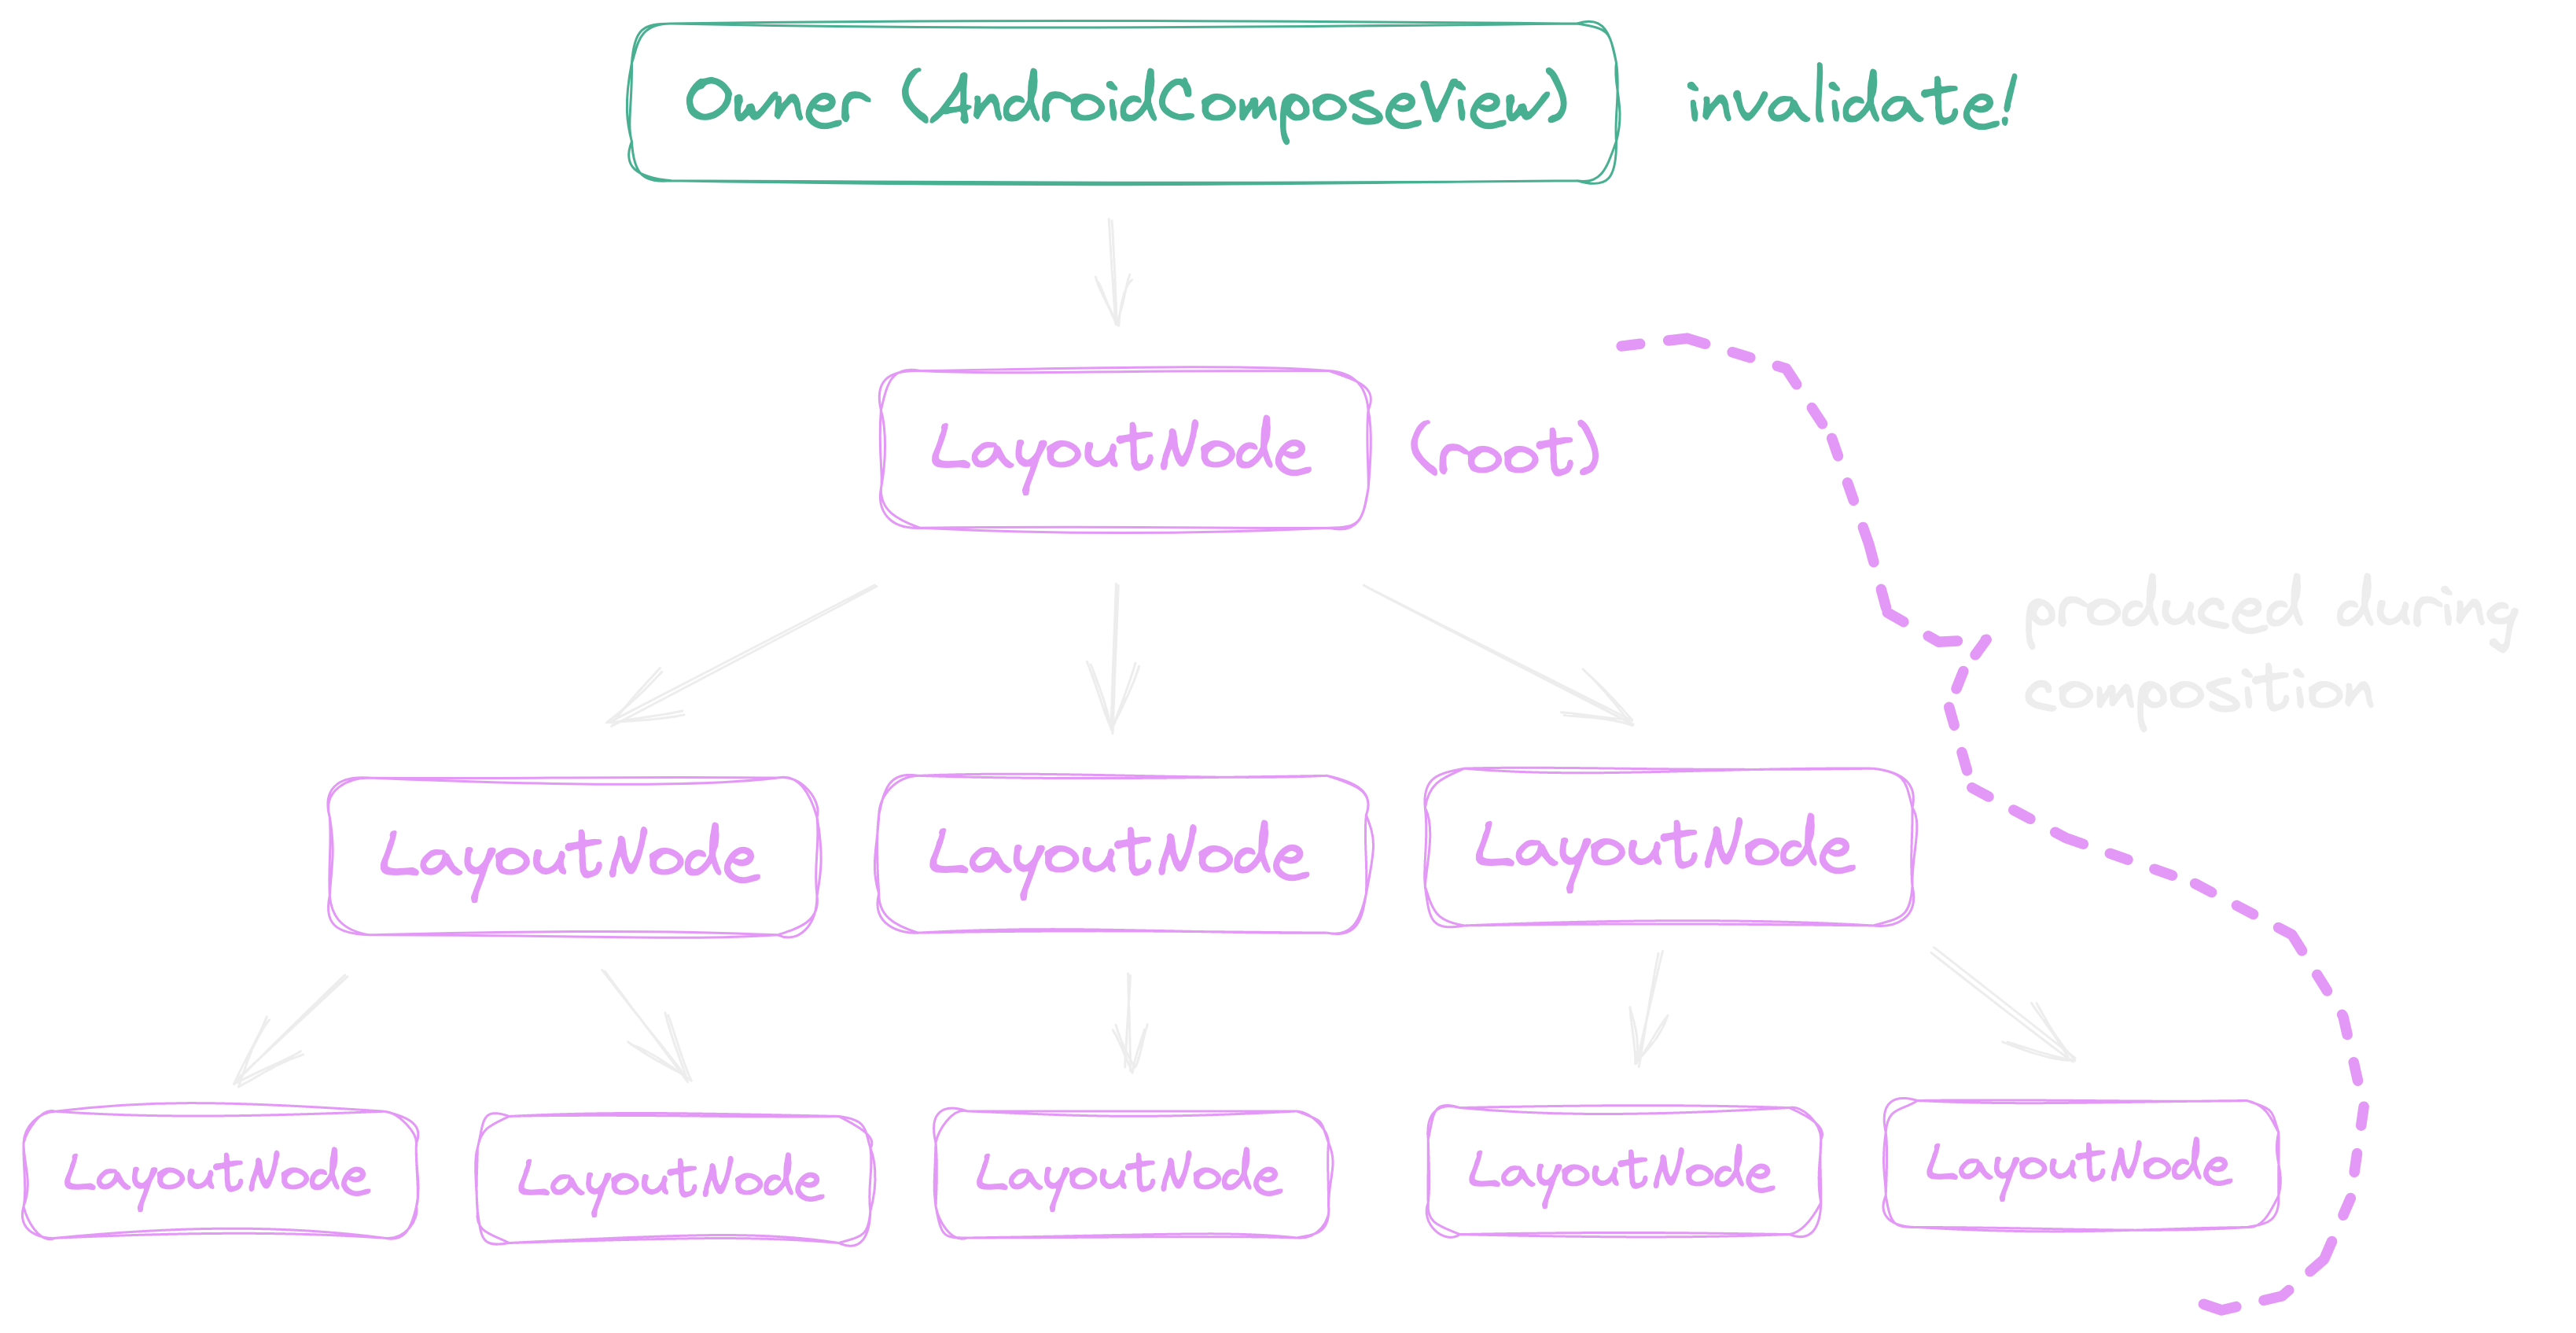 Owner (AndroidComposeView) invalidate!
LayoutNode (root)
produced during
composition
LayoutNode LayoutNode LayoutNode
LayoutNode LayoutNode LayoutNode LayoutNode LayoutNode